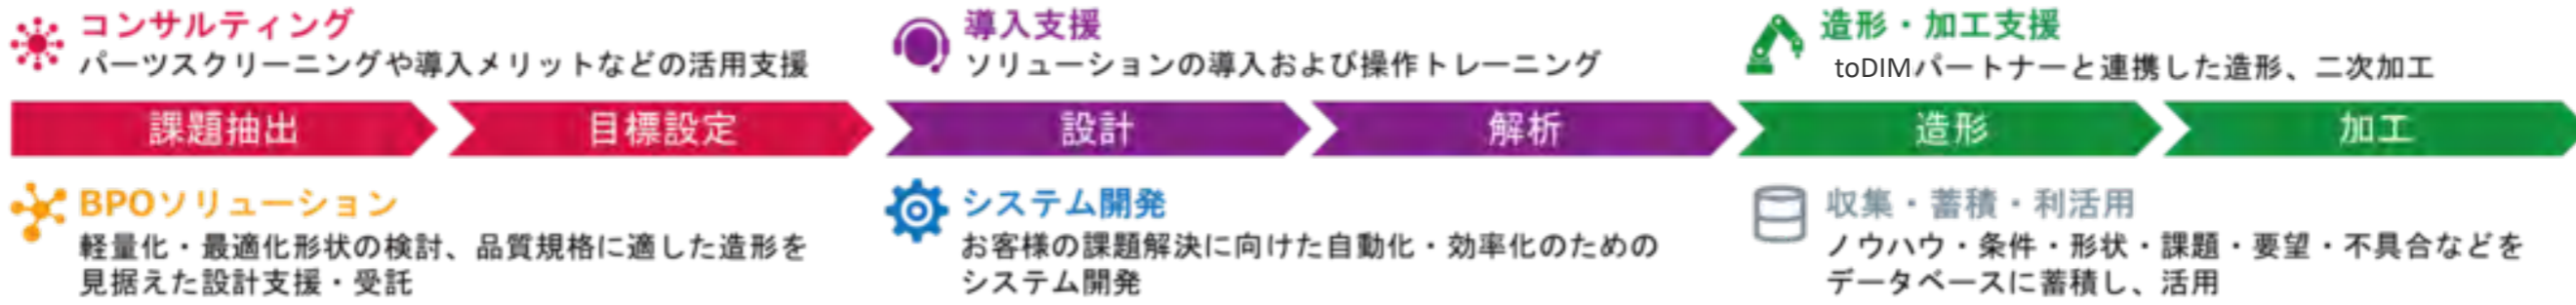 コンサルティング
パーツスクリーニングや導入メリットなどの活用支援
導入支援
ソリューションの導入および操作トレーニング
造形・加工支援
toDIMパートナーと連携した造形、二次加工
課題抽出
目標設定
設計
解析
造形
加工
BPOソリューション
軽量化・最適化形状の検討、品質規格に適した造形を
見据えた設計支援・受託
システム開発
お客様の課題解決に向けた自動化・効率化のための
システム開発
収集・蓄積・利活用
ノウハウ・条件・形状・課題・要望・不具合などを
データベースに蓄積し、活用